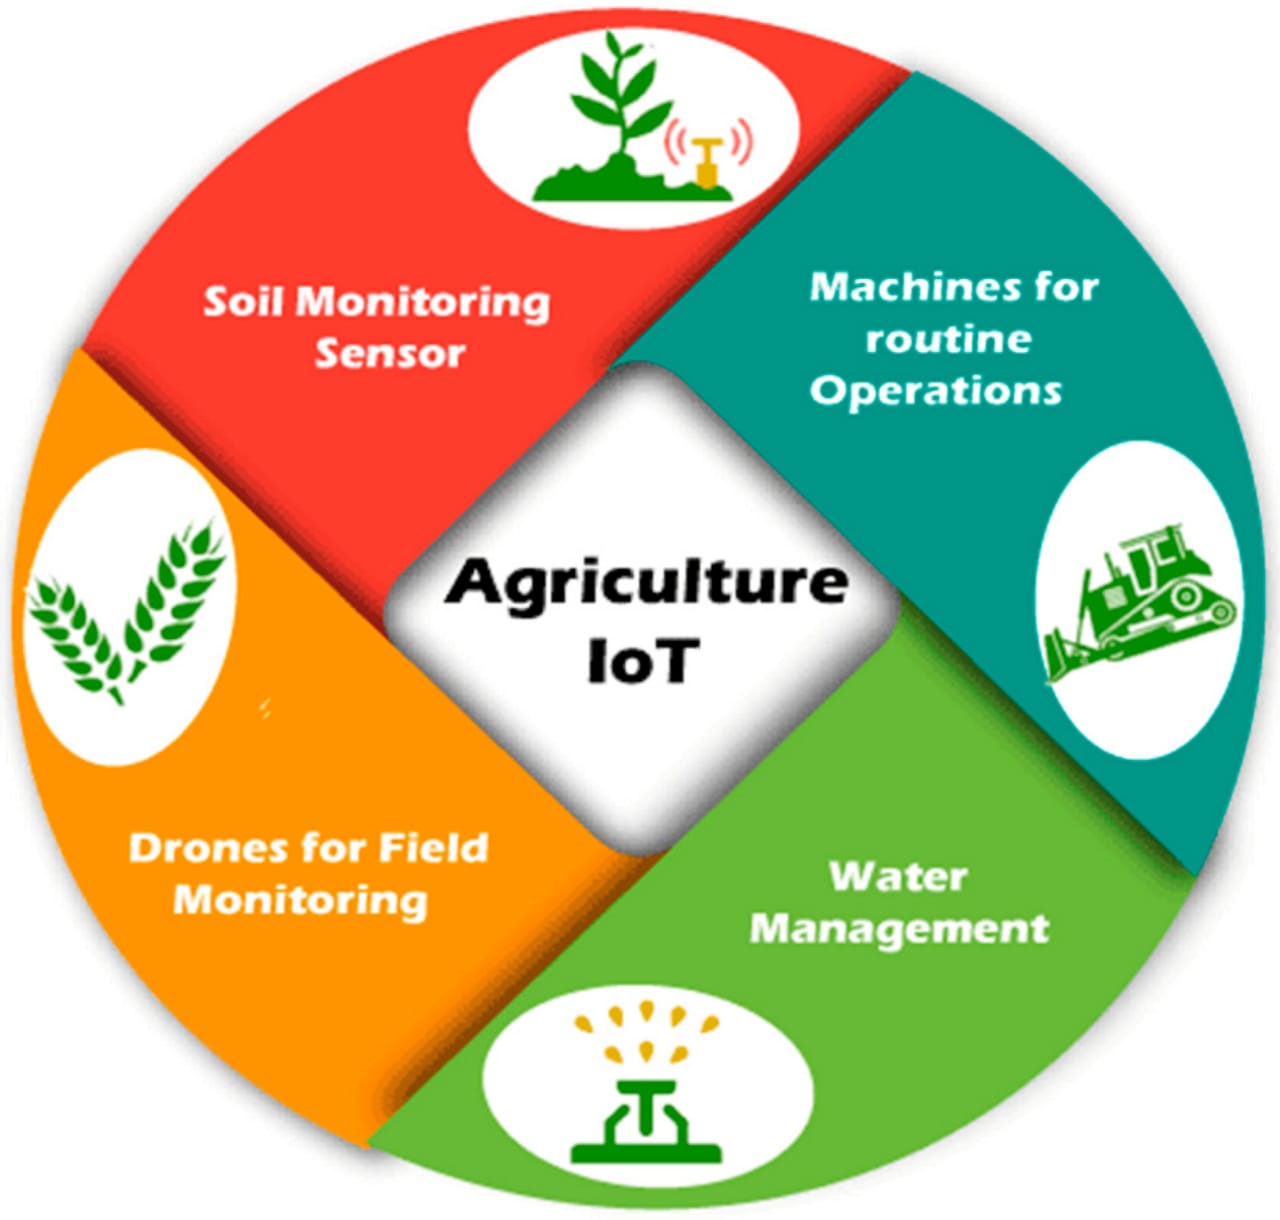 Soil Monitoring
Sensor
Machines for
routine
Operations
Agriculture
IoT
Drones for Field
Monitoring
Water
Management